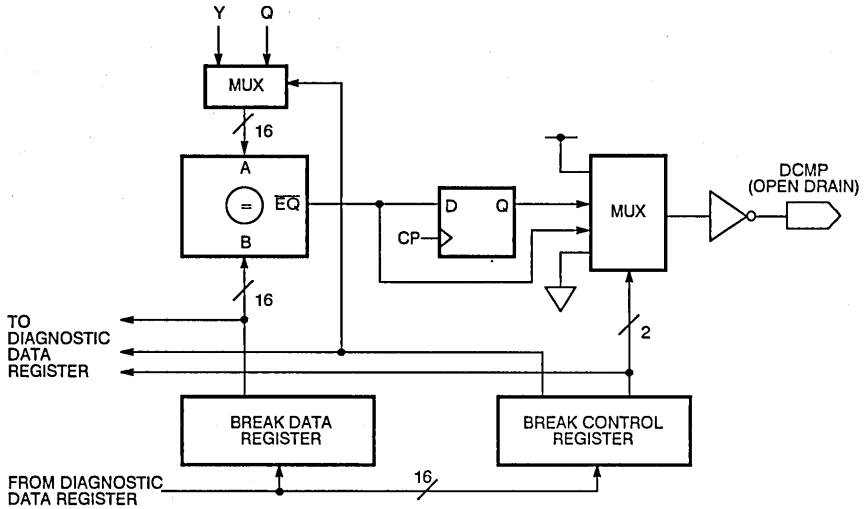 Y Q
MUX
16
A
= EQ
B
16
D Q
CP
MUX
DCMP
(OPEN DRAIN)
2
TO
DIAGNOSTIC
DATA
REGISTER
BREAK DATA
REGISTER
BREAK CONTROL
REGISTER
FROM DIAGNOSTIC
DATA REGISTER
16